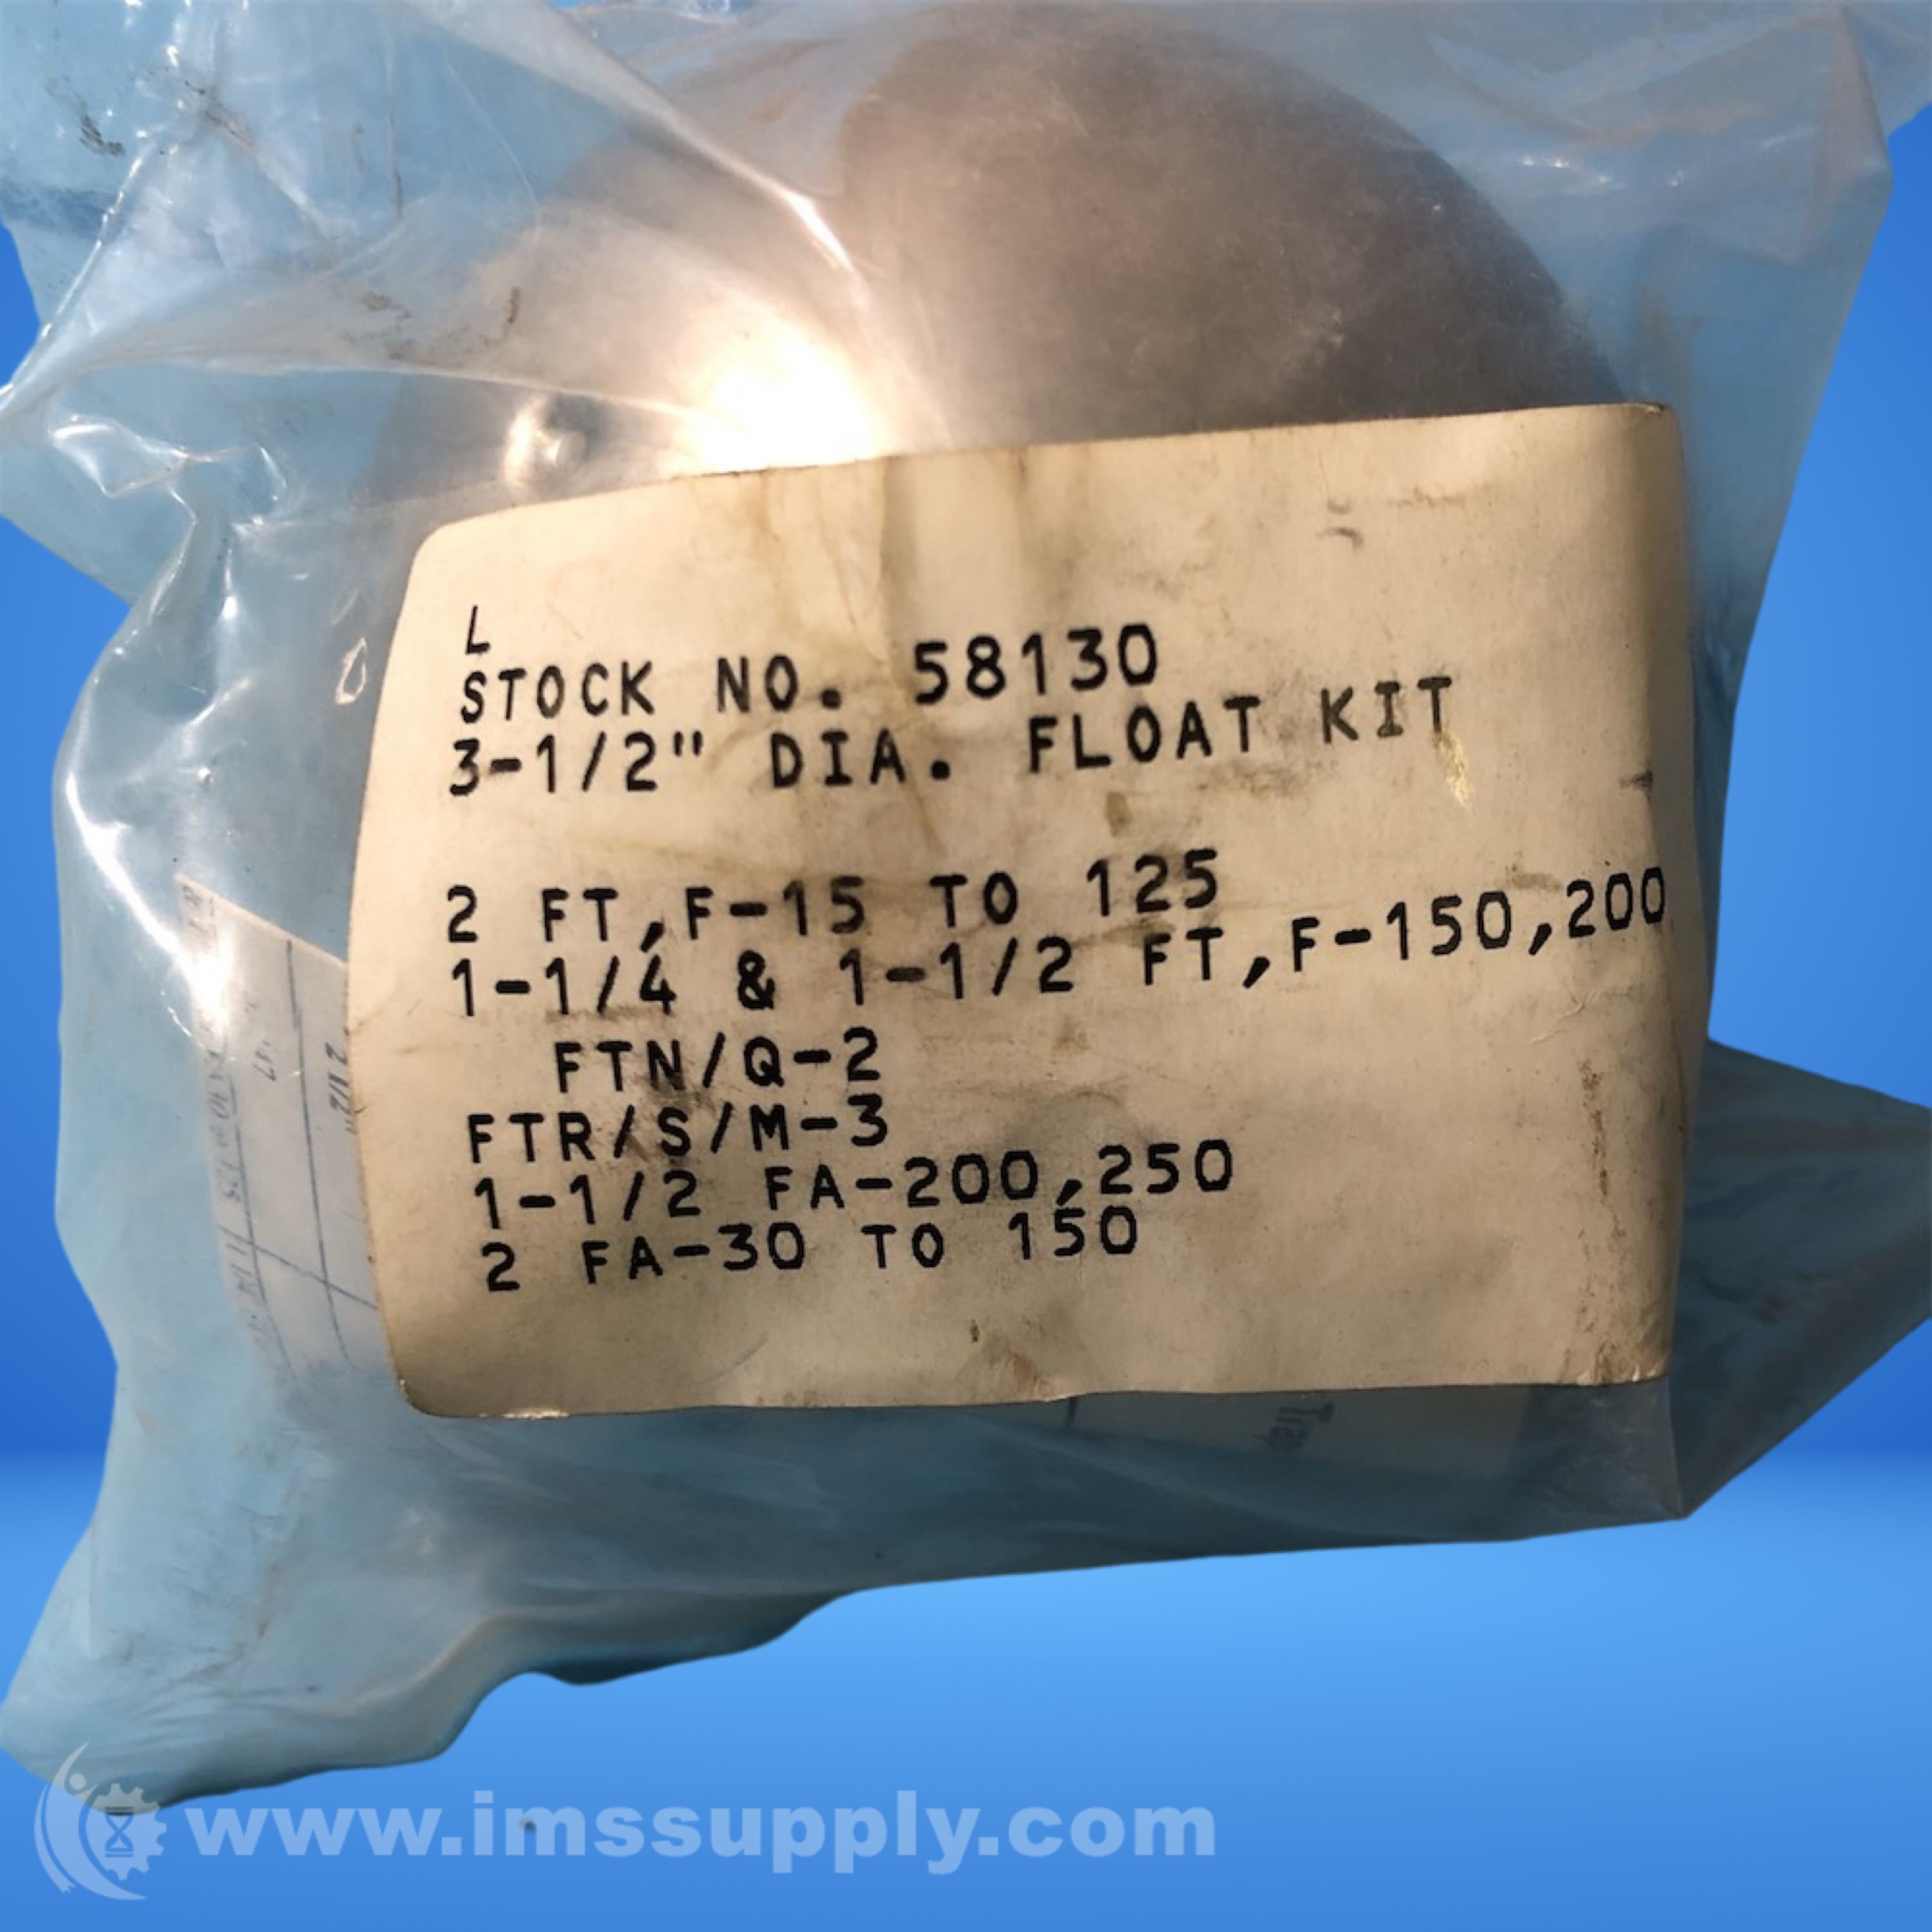 L
STOCK NO. 58130
3-1/2" DIA. FLOAT KIT
2 FT,F-15 TO 125
1-1/4 & 1-1/2 FT,F-150,200
FTN/Q-2
FTR/S/M-3
1-1/2 FA-200,250
2 FA-30 TO 150
www.imssupply.com